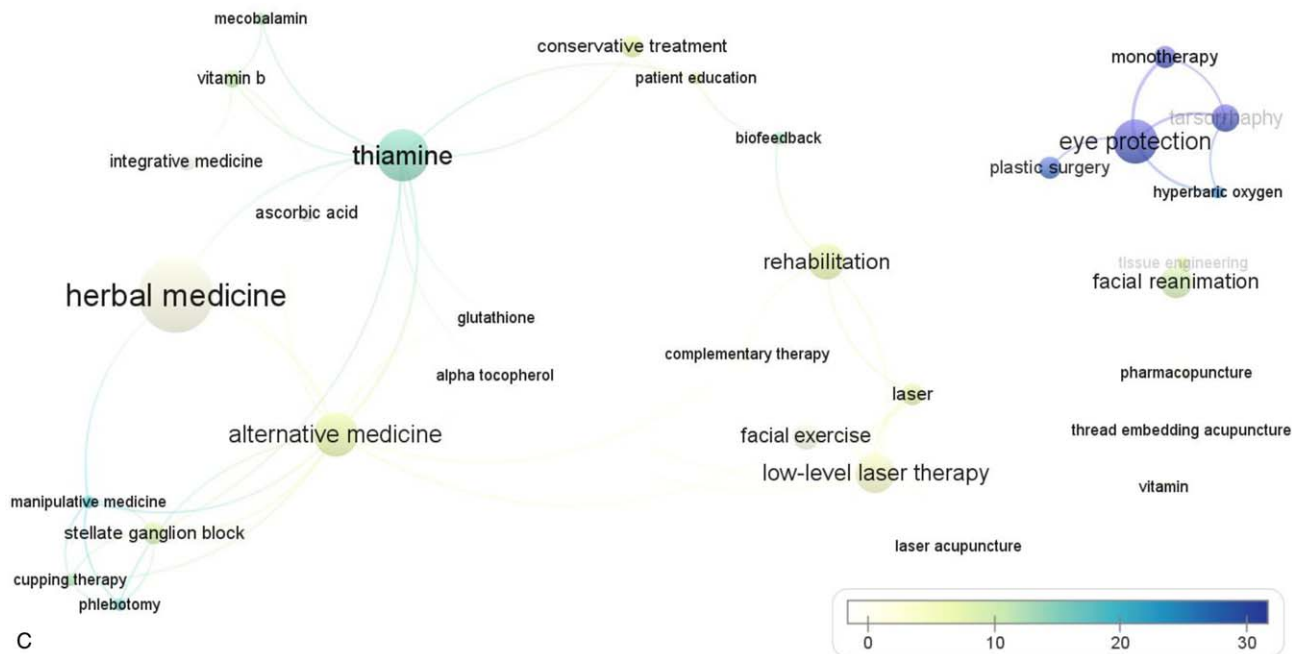 mecobalamin
conservative treatment
monotherapy
vitamin b
patient education
tarsorrhaphy
biofeedback
eye protection
thiamine
integrative medicine
plastic surgery
hyperbaric oxygen
ascorbic acid
rehabilitation
tissue engineering
facial reanimation
herbal medicine
glutathione
complementary therapy
pharmacopuncture
alpha tocopherol
laser
alternative medicine
facial exercise
thread embedding acupuncture
low-level laser therapy
vitamin
manipulative medicine
stellate ganglion block
laser acupuncture
cupping therapy
phlebotomy
C
0 10 20 30